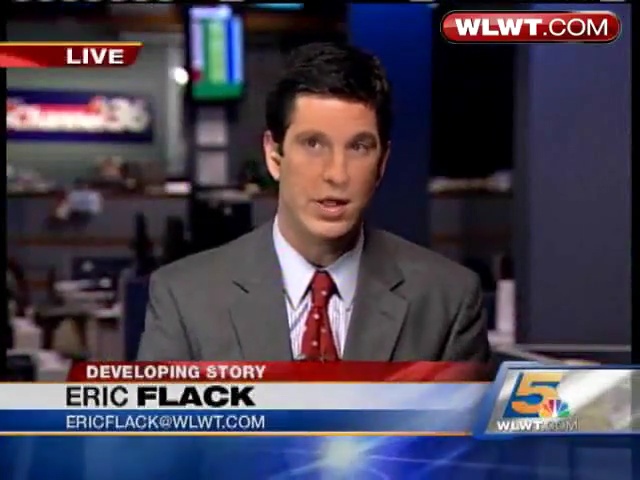 LIVE
WLWT.COM
DEVELOPING STORY
ERIC FLACK
ERICFLACK@WLWT.COM
5
WLWT.COM